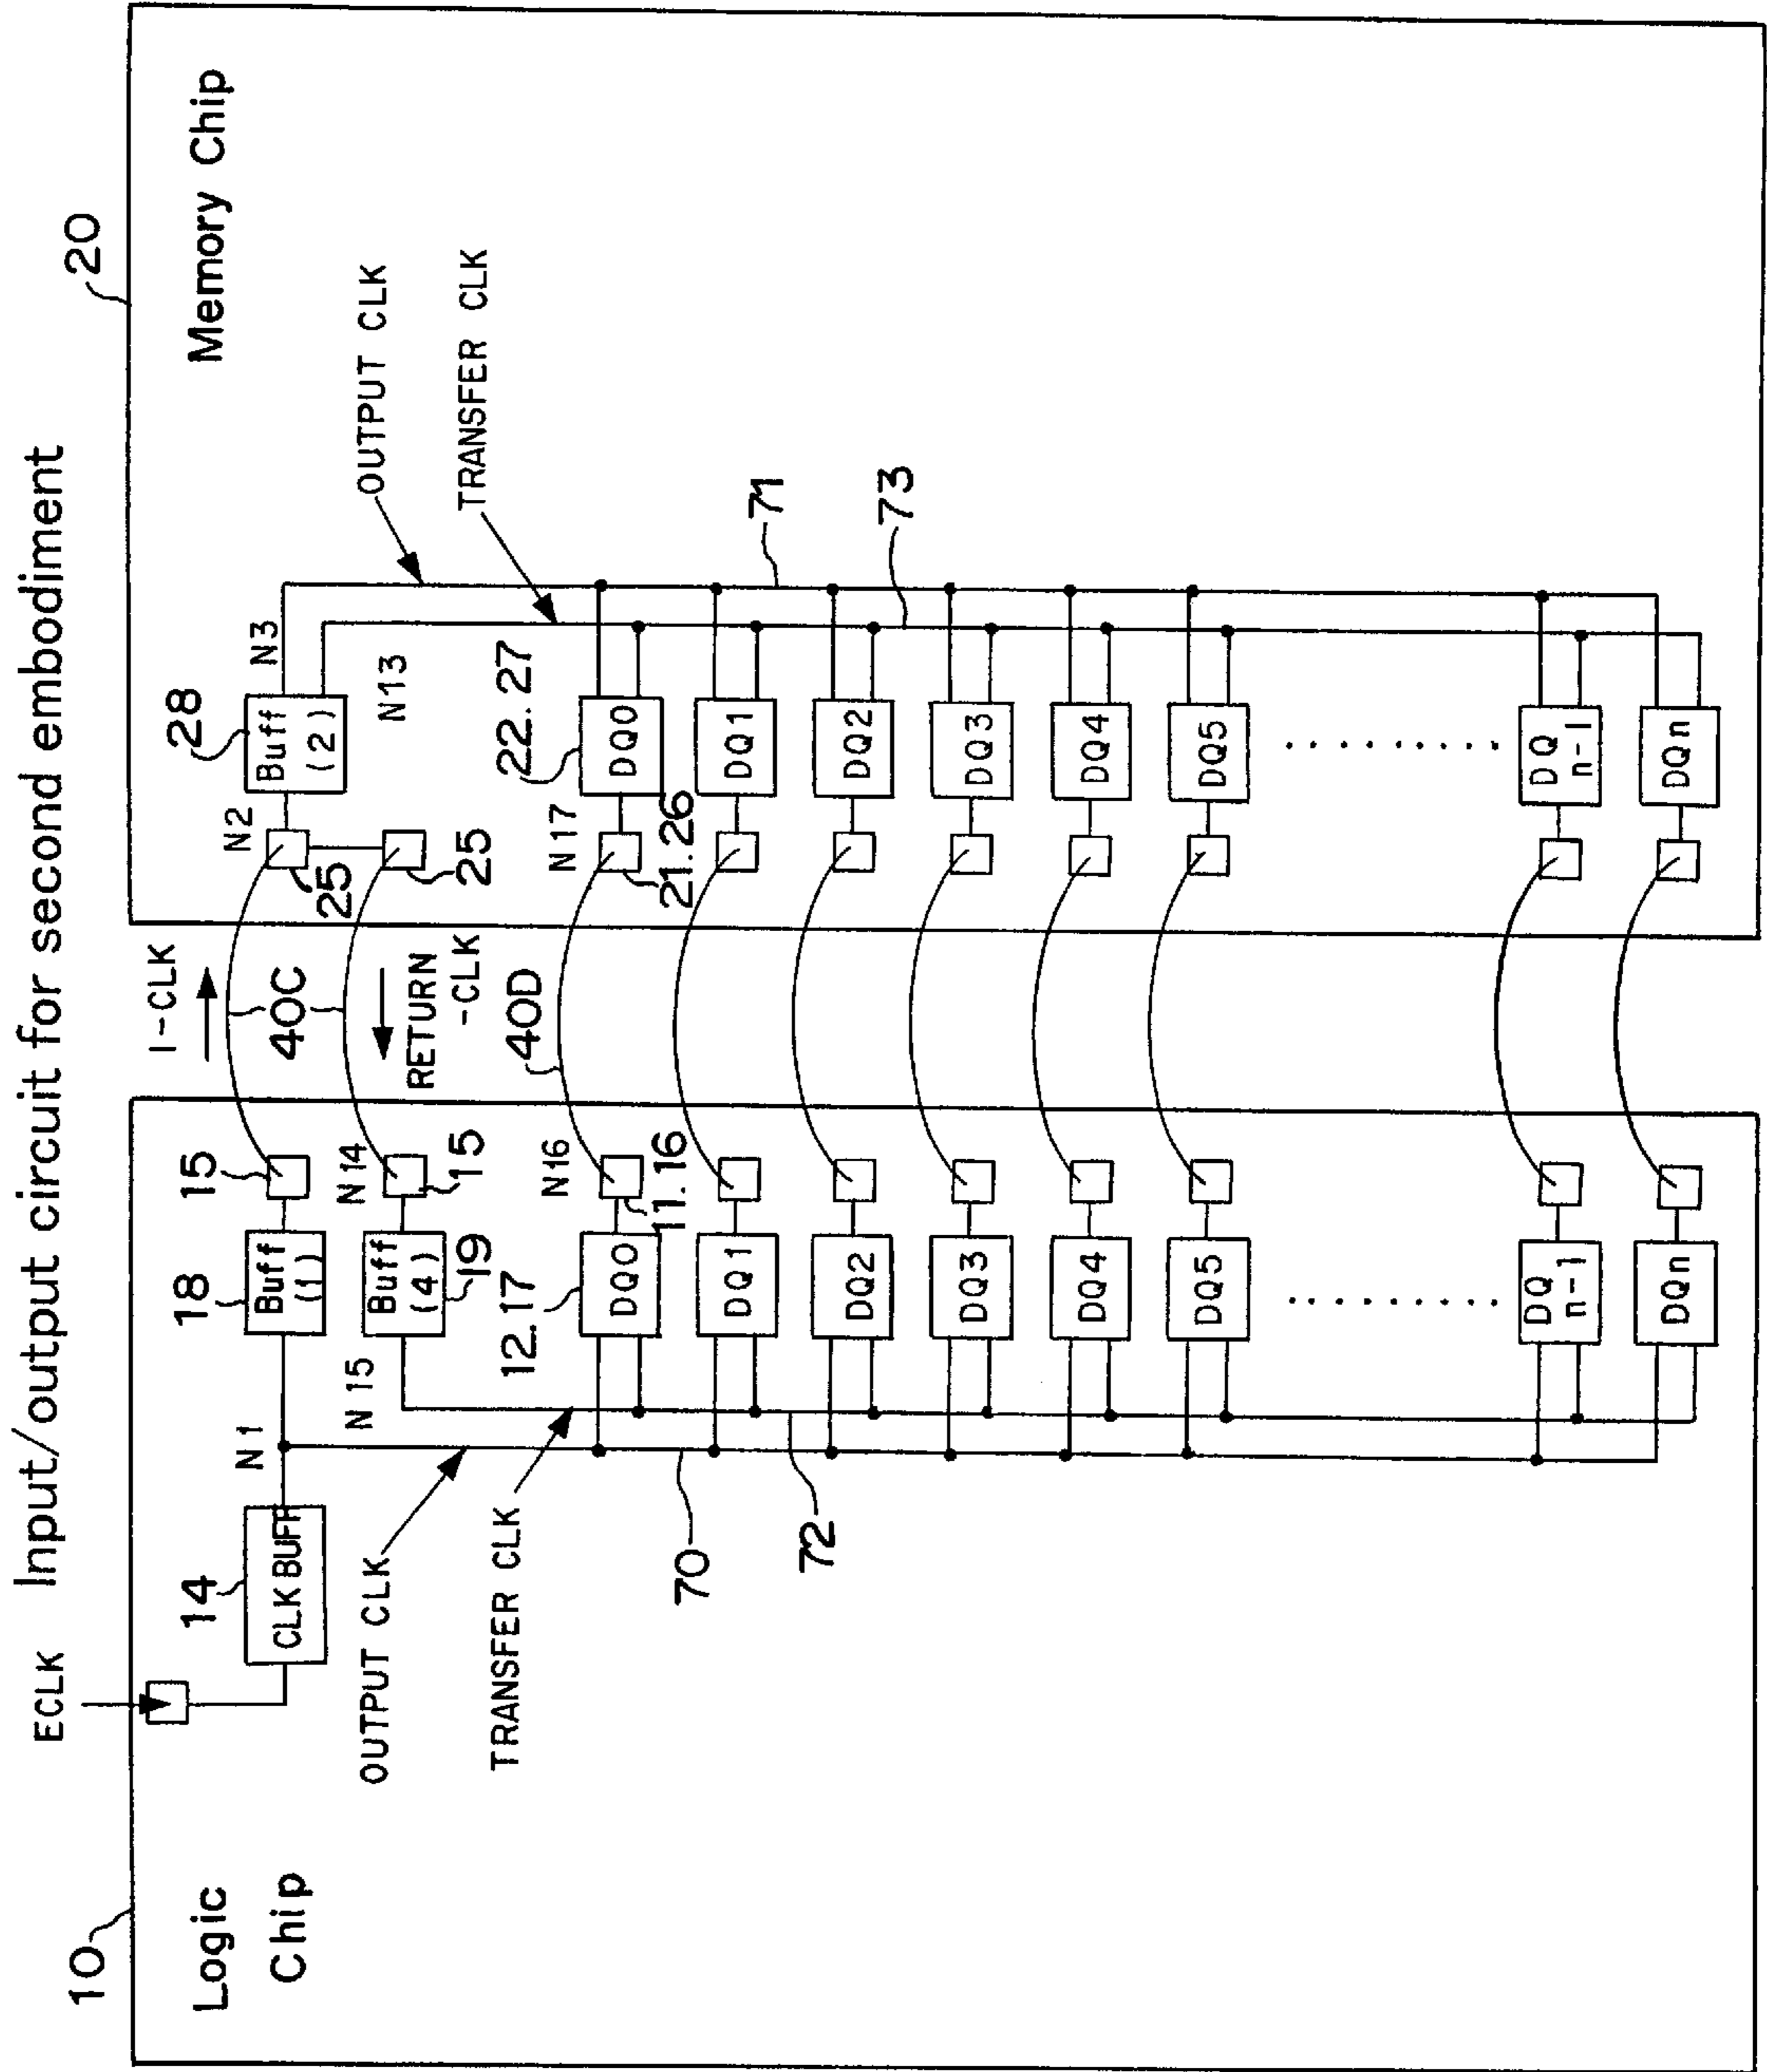 Input/output circuit for second embodiment
ECLK
10
Logic
Chip
14
CLKBUFF
N1
18
Buff
(1)
15
I-CLK
40C
N2
25
28
Buff
(2)
N3
20
Memory Chip
N15
Buff
(4)
19
N14
15
RETURN
-CLK
25
N13
OUTPUT CLK
TRANSFER CLK
OUTPUT CLK
TRANSFER CLK
12.17
DQ0
N16
11.16
40D
N17
21.26
22.27
DQ0
70
72
71
73
DQ1
DQ1
DQ2
DQ2
DQ3
DQ3
DQ4
DQ4
DQ5
DQ5
DQ
n-1
DQ
n-1
DQn
DQn